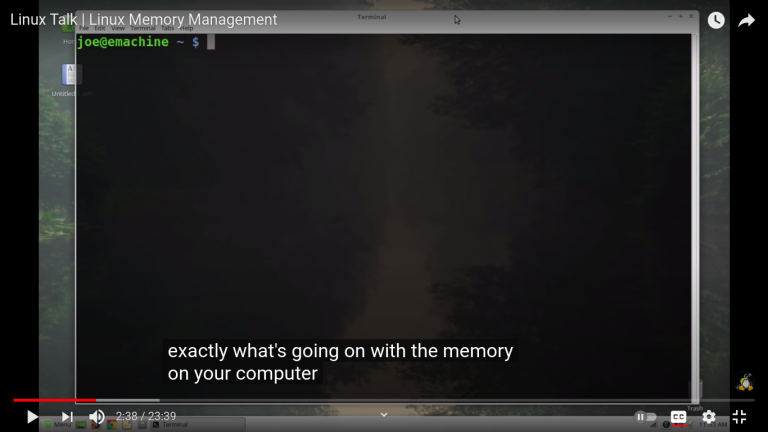 Linux Talk | Linux Memory Management
Terminal
File Edit View Terminal Tabs Help
joe@emachine ~ $
Untitled
exactly what's going on with the memory
on your computer
2:38 / 23:39
CC
Trash
Menu
Terminal